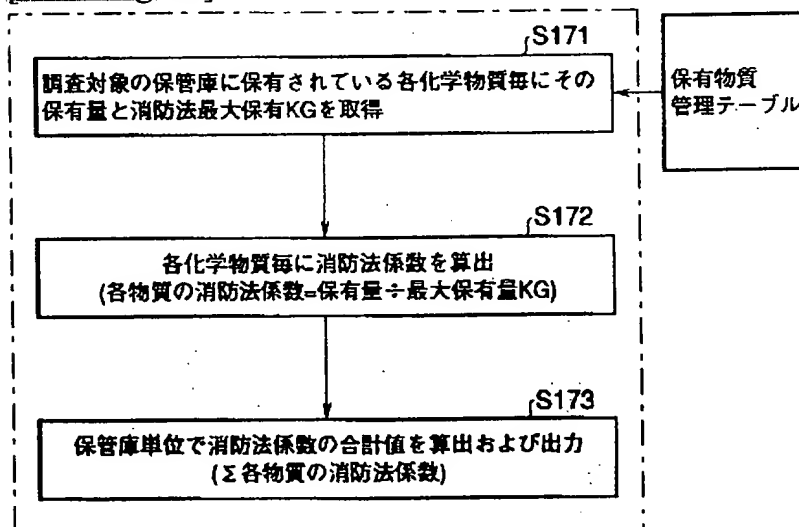 S171
調査対象の保管庫に保有されている各化学物質毎にその
保有量と消防法最大保有KGを取得
保有物質
管理テーブル
S172
各化学物質毎に消防法係数を算出
(各物質の消防法係数=保有量÷最大保有量KG)
S173
保管庫単位で消防法係数の合計値を算出および出力
(Σ各物質の消防法係数)